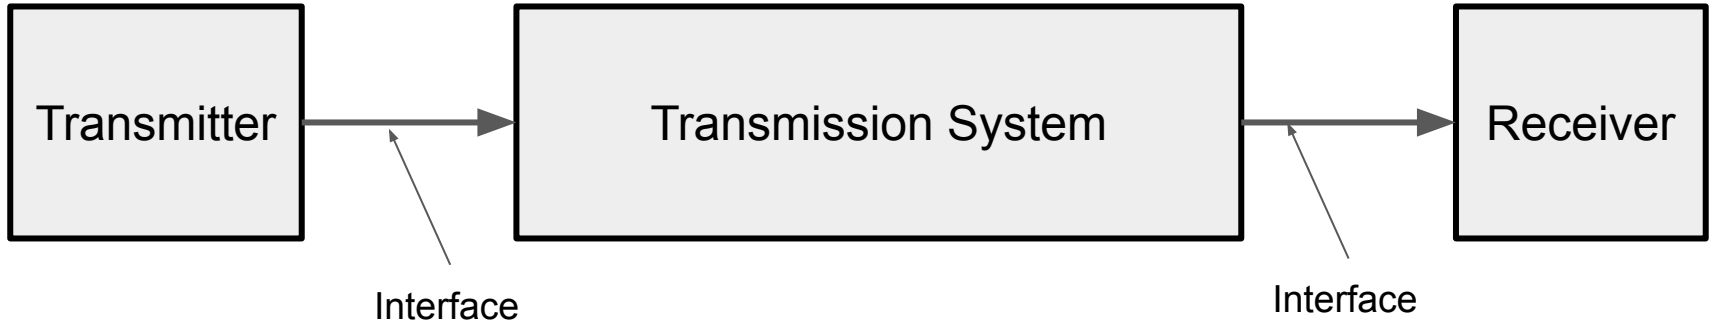 Transmitter
Transmission System
Receiver
Interface
Interface